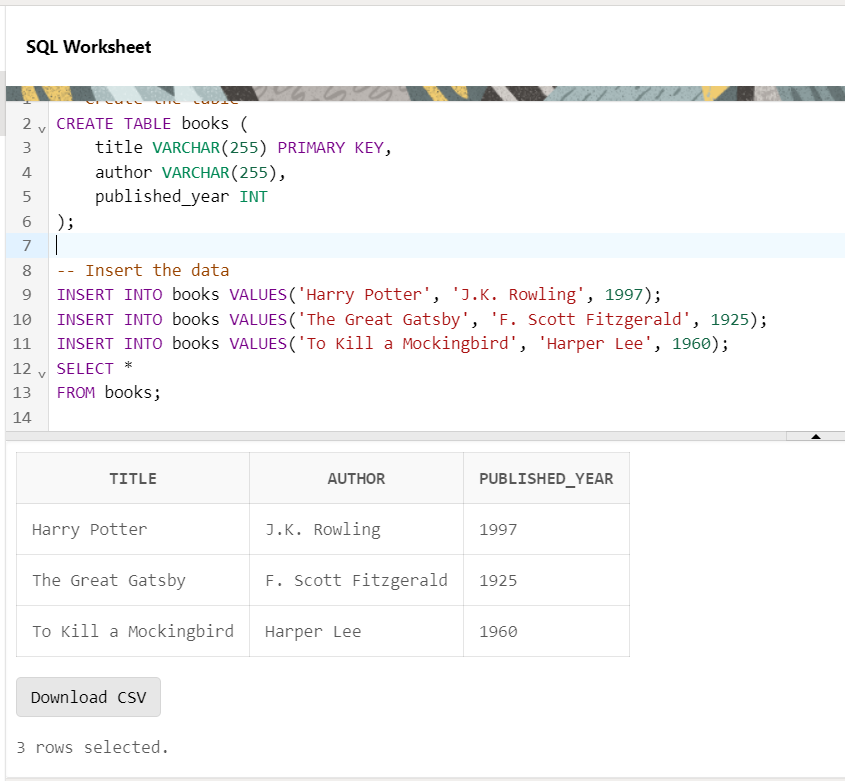 SQL Worksheet
1 -- Create the table
2 CREATE TABLE books (
3 title VARCHAR(255) PRIMARY KEY,
4 author VARCHAR(255),
5 published_year INT
6 );
7
8 -- Insert the data
9 INSERT INTO books VALUES('Harry Potter', 'J.K. Rowling', 1997);
10 INSERT INTO books VALUES('The Great Gatsby', 'F. Scott Fitzgerald', 1925);
11 INSERT INTO books VALUES('To Kill a Mockingbird', 'Harper Lee', 1960);
12 SELECT *
13 FROM books;
14
TITLE AUTHOR PUBLISHED_YEAR
Harry Potter J.K. Rowling 1997
The Great Gatsby F. Scott Fitzgerald 1925
To Kill a Mockingbird Harper Lee 1960
Download CSV
3 rows selected.